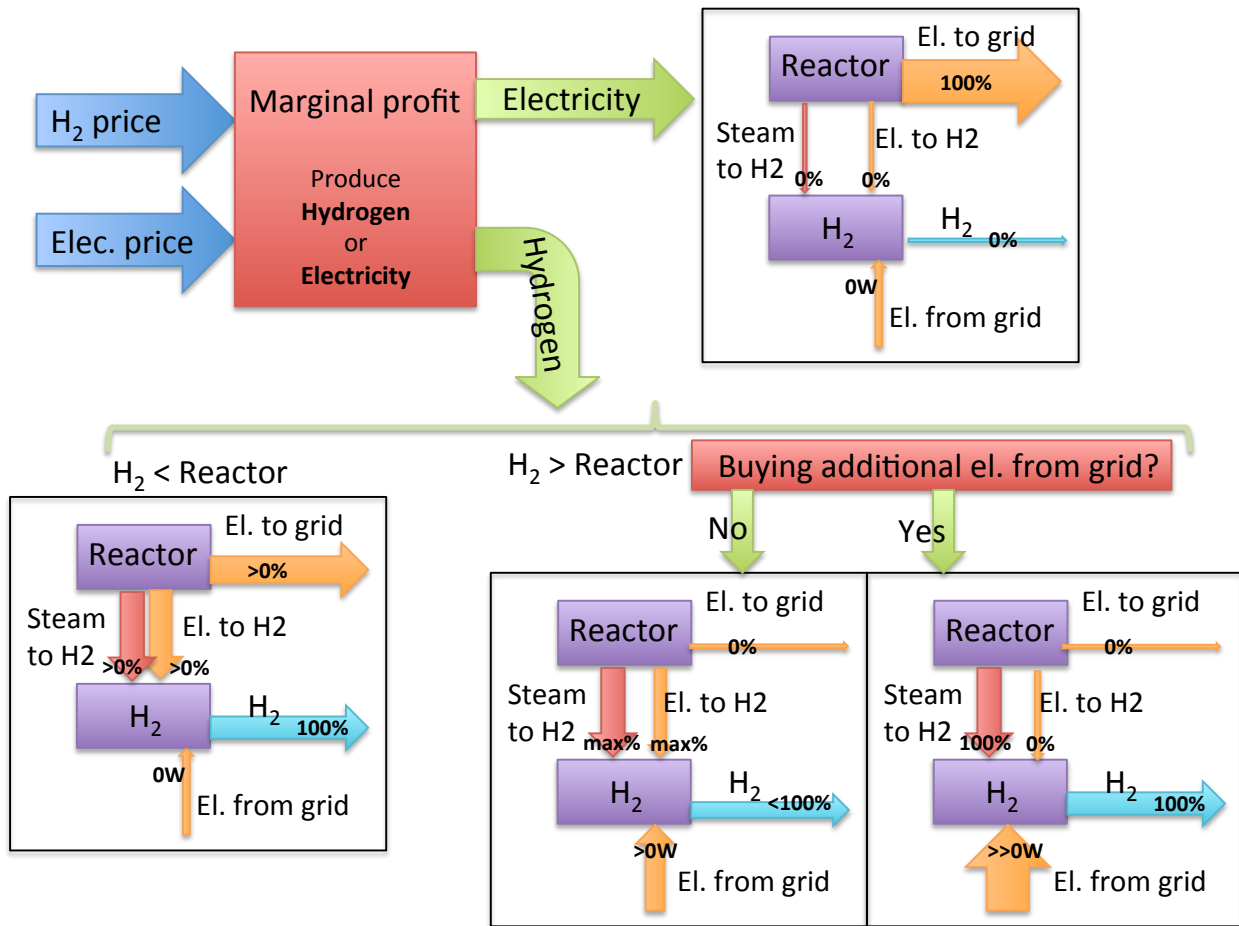 H₂ price
Elec. price
Marginal profit
Produce
Hydrogen
or
Electricity
Electricity
Hydrogen
Reactor
El. to grid
100%
Steam
to H2
El. to H2
0%
0%
H₂
H₂
0%
0W
El. from grid
H₂ < Reactor
H₂ > Reactor
Buying additional el. from grid?
No
Yes
Reactor
El. to grid
>0%
Steam
to H2
El. to H2
>0%
>0%
H₂
H₂
100%
0W
El. from grid
Reactor
El. to grid
0%
Steam
to H2
El. to H2
max%
max%
H₂
H₂
<100%
>0W
El. from grid
Reactor
El. to grid
0%
Steam
to H2
El. to H2
100%
0%
H₂
H₂
100%
>>0W
El. from grid